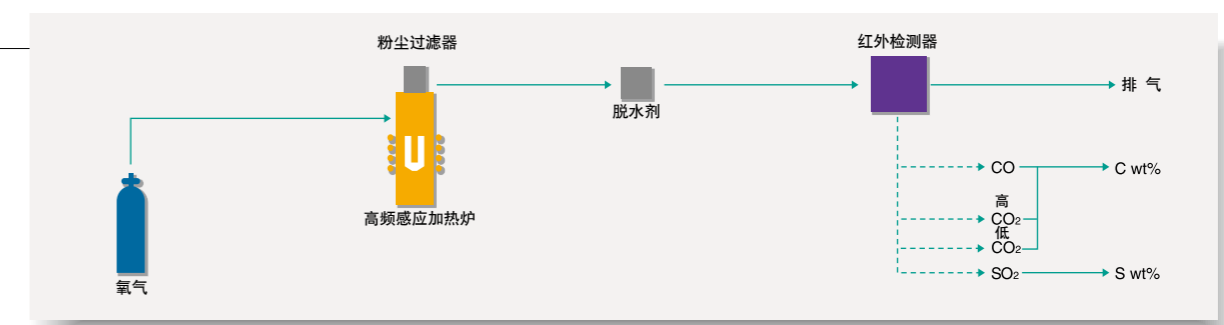 粉尘过滤器
红外检测器
脱水剂
排 气
高频感应加热炉
氧气
CO
C wt%
高
CO₂
低
CO₂
SO₂
S wt%